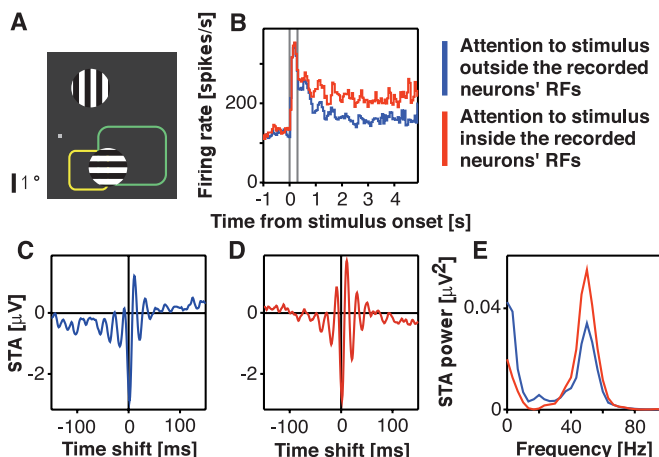 A
1°
B
Firing rate [spikes/s]
200
0
-1 0 1 2 3 4
Time from stimulus onset [s]
Attention to stimulus
outside the recorded
neurons' RFs
Attention to stimulus
inside the recorded
neurons' RFs
C
STA [µV]
0
-2
-100 0 100
Time shift [ms]
D
0
-2
-100 0 100
Time shift [ms]
E
STA power [µV²]
0.04
0
0 40 80
Frequency [Hz]